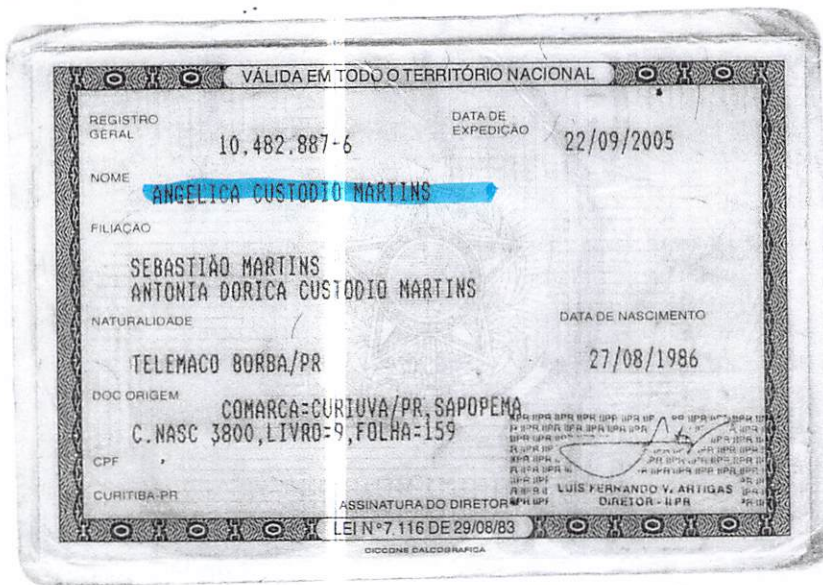 VÁLIDA EM TODO O TERRITÓRIO NACIONAL
REGISTRO GERAL 10.482.887-6 DATA DE EXPEDIÇÃO 22/09/2005
NOME ANGELICA CUSTODIO MARTINS
FILIAÇÃO
SEBASTIÃO MARTINS
ANTONIA DORICA CUSTODIO MARTINS
NATURALIDADE DATA DE NASCIMENTO
TELEMACO BORBA/PR 27/08/1986
DOC ORIGEM COMARCA=CURIUVA/PR, SAPOPEMA
C.NASC 3800,LIVRO=9,FOLHA=159
CPF
CURITIBA-PR
LUIS FERNANDO V. ARTIGAS
DIRETOR - IIPR
ASSINATURA DO DIRETOR
LEI Nº 7.116 DE 29/08/83